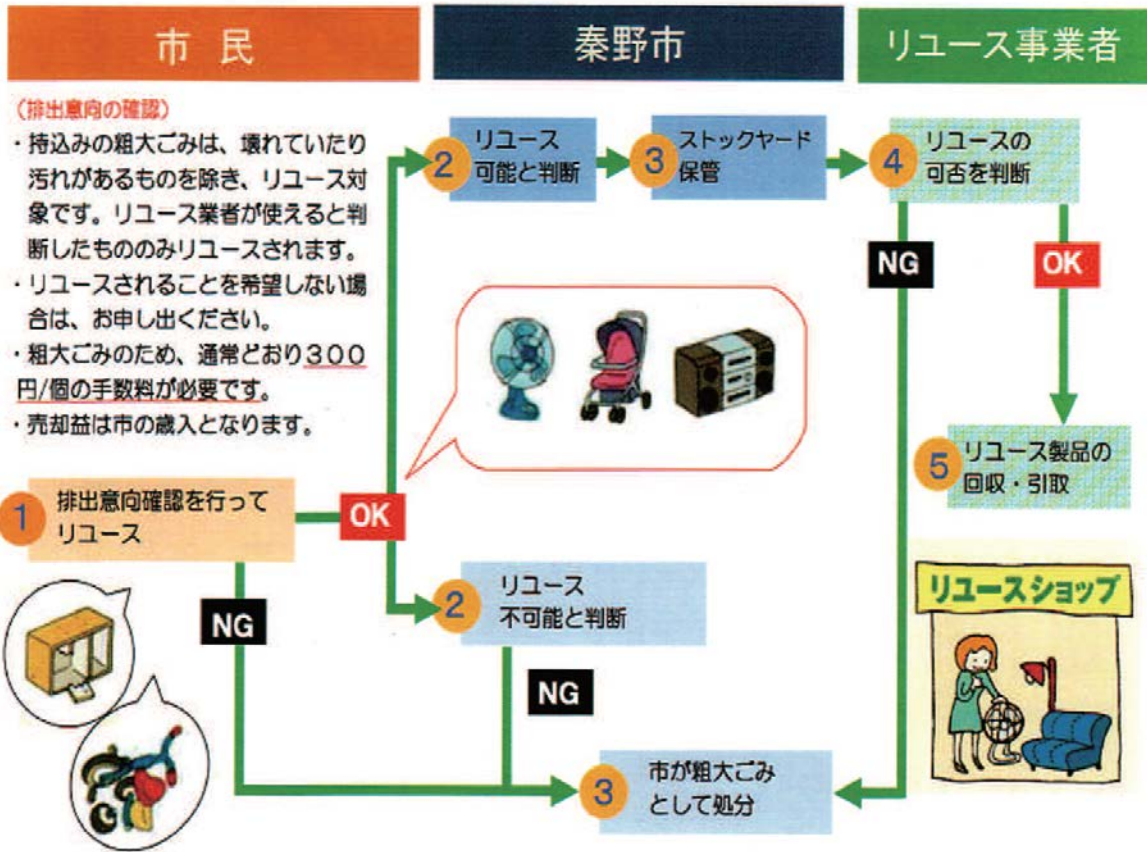 市 民
秦野市
リユース事業者
（排出意向の確認）
・持込みの粗大ごみは、壊れていたり
汚れがあるものを除き、リユース対
象です。リユース業者が使えると判
断したもののみリユースされます。
・リユースされることを希望しない場
合は、お申し出ください。
・粗大ごみのため、通常どおり３００
円/個の手数料が必要です。
・売却益は市の歳入となります。
1 排出意向確認を行って
リユース
OK
NG
2 リユース
可能と判断
3 ストックヤード
保管
4 リユースの
可否を判断
NG
OK
5 リユース製品の
回収・引取
2 リユース
不可能と判断
NG
3 市が粗大ごみ
として処分
リユースショップ